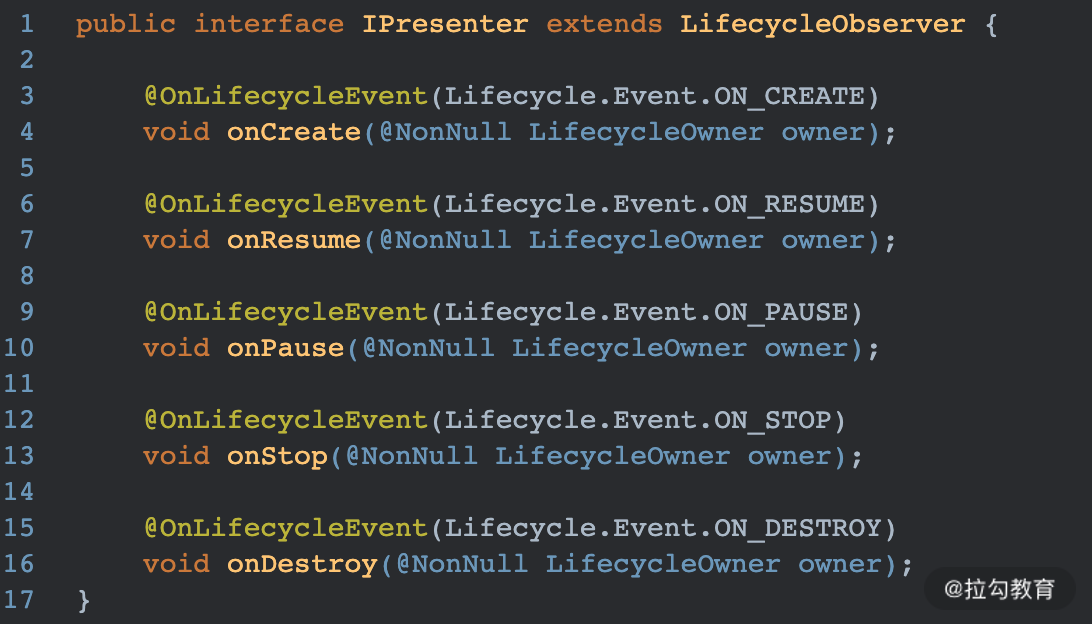 1 public interface IPresenter extends LifecycleObserver {
2
3 @OnLifecycleEvent(Lifecycle.Event.ON_CREATE)
4 void onCreate(@NonNull LifecycleOwner owner);
5
6 @OnLifecycleEvent(Lifecycle.Event.ON_RESUME)
7 void onResume(@NonNull LifecycleOwner owner);
8
9 @OnLifecycleEvent(Lifecycle.Event.ON_PAUSE)
10 void onPause(@NonNull LifecycleOwner owner);
11
12 @OnLifecycleEvent(Lifecycle.Event.ON_STOP)
13 void onStop(@NonNull LifecycleOwner owner);
14
15 @OnLifecycleEvent(Lifecycle.Event.ON_DESTROY)
16 void onDestroy(@NonNull LifecycleOwner owner);
17 }
@拉勾教育